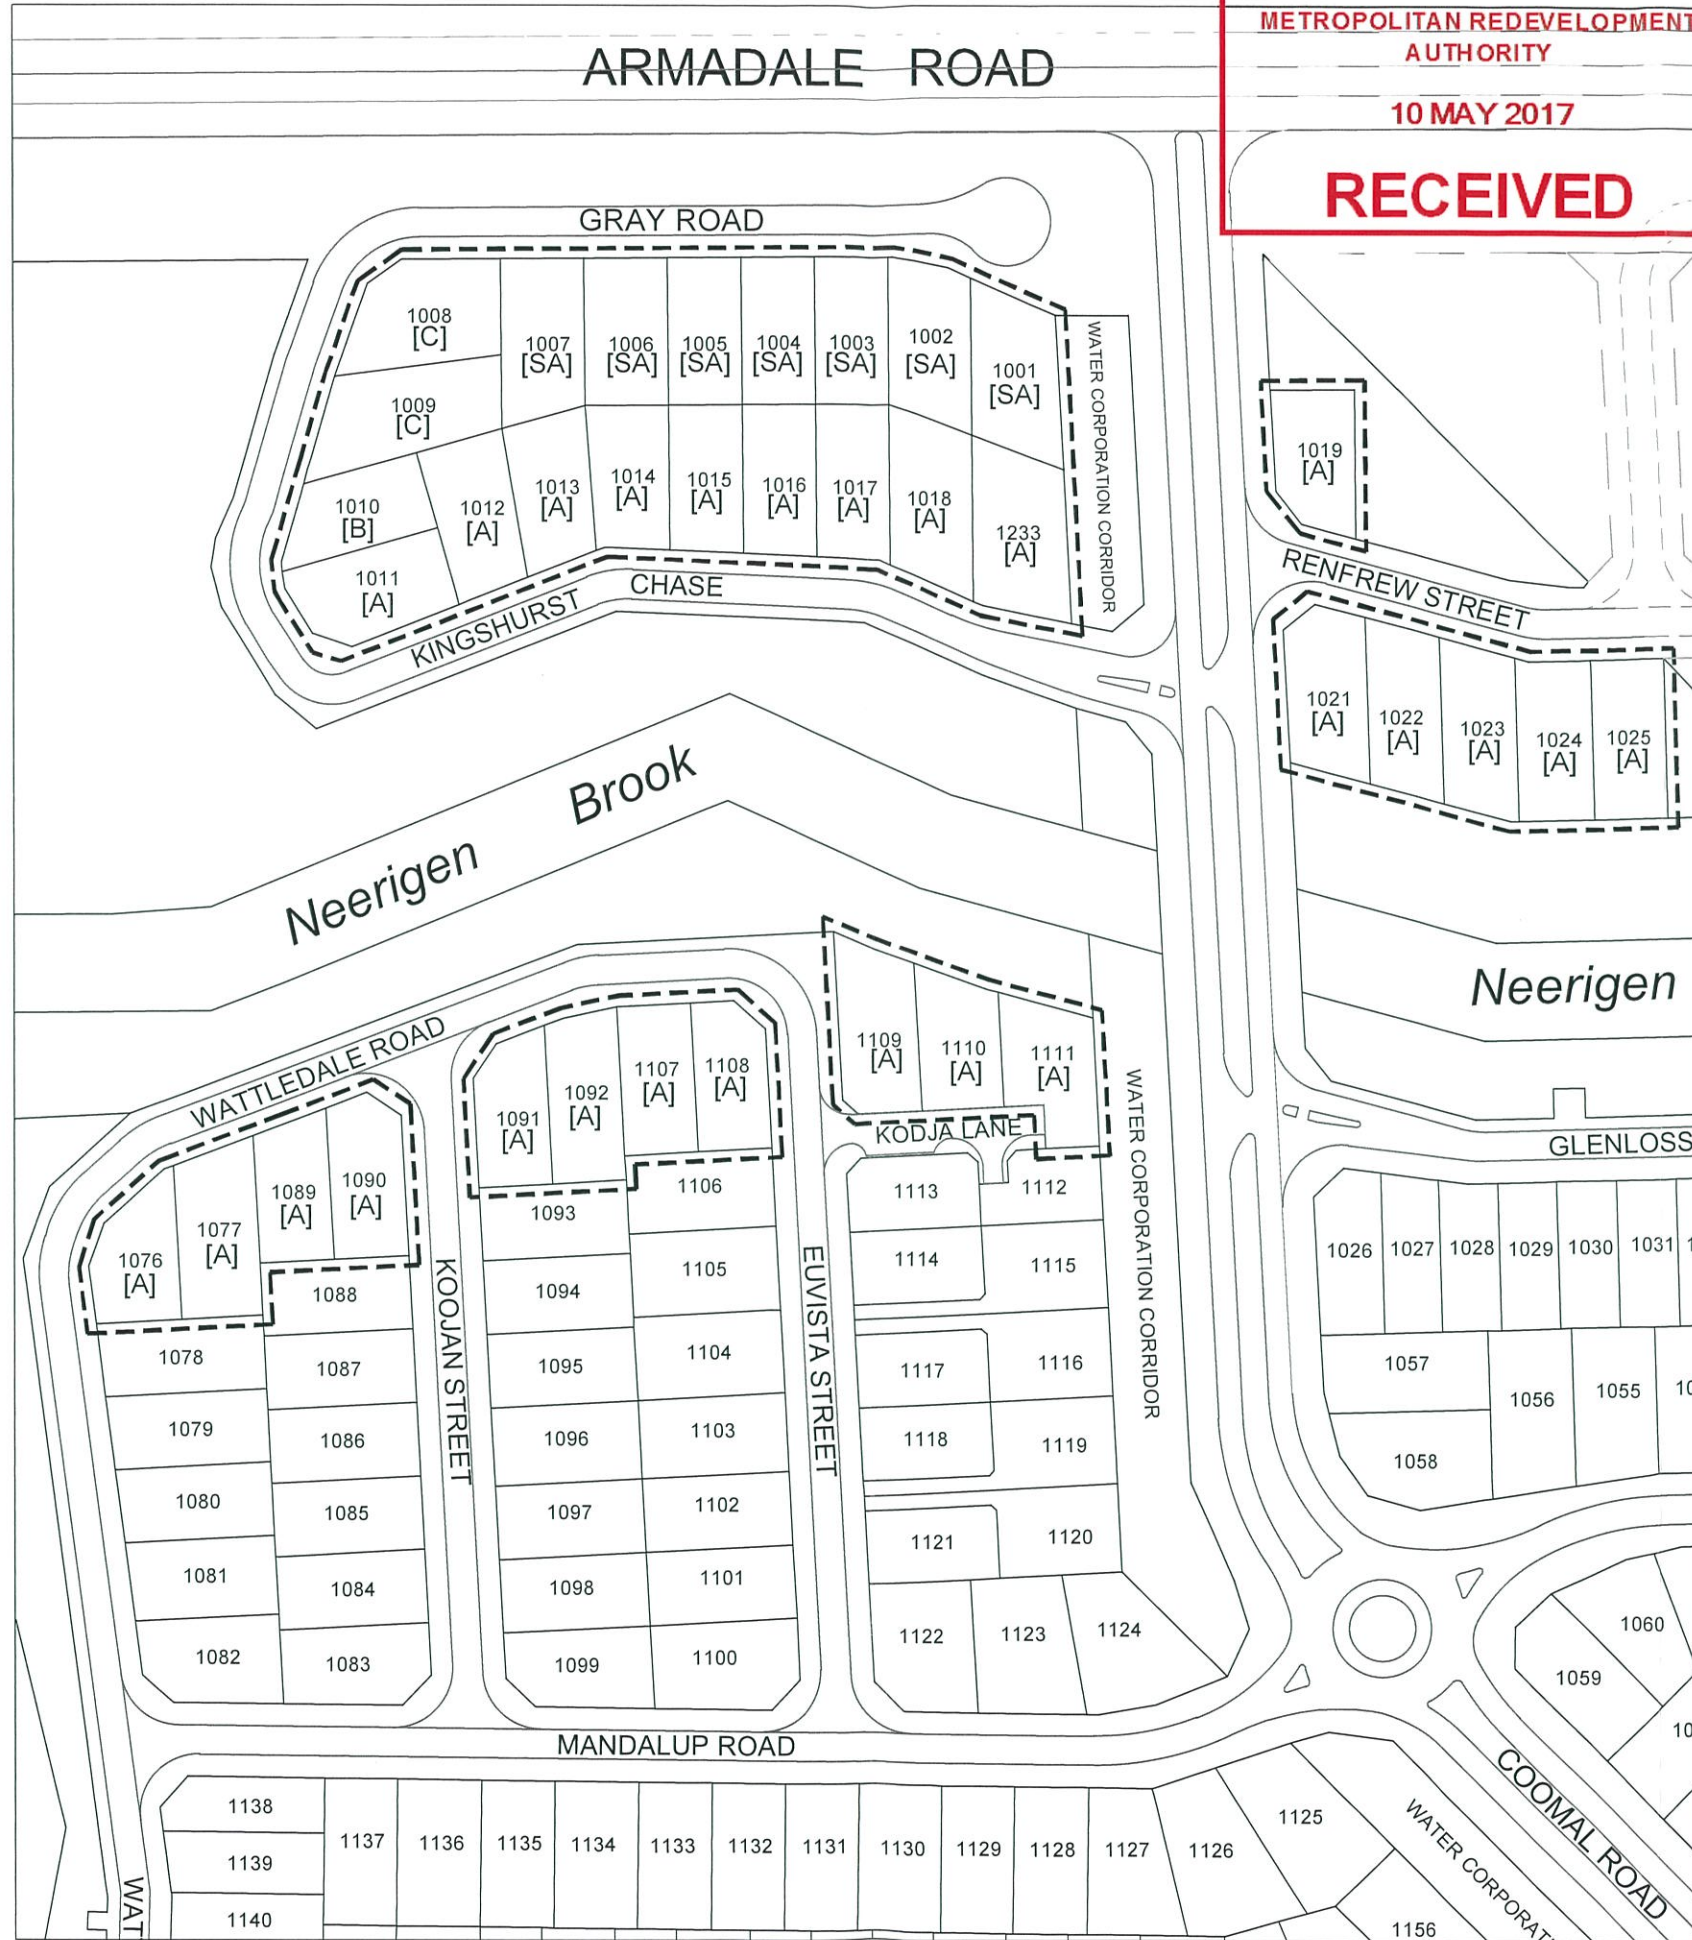 METROPOLITAN REDEVELOPMENT
AUTHORITY
10 MAY 2017
RECEIVED
ARMADALE ROAD
GRAY ROAD
1008
[C]
1007
[SA]
1006
[SA]
1005
[SA]
1004
[SA]
1003
[SA]
1002
[SA]
1001
[SA]
WATER CORPORATION CORRIDOR
1009
[C]
1010
[B]
1011
[A]
1012
[A]
1013
[A]
1014
[A]
1015
[A]
1016
[A]
1017
[A]
1018
[A]
1233
[A]
1019
[A]
KINGSHURST CHASE
RENFREW STREET
1021
[A]
1022
[A]
1023
[A]
1024
[A]
1025
[A]
Neerigen Brook
Neerigen
WATTLEDALE ROAD
1076
[A]
1077
[A]
1089
[A]
1090
[A]
1091
[A]
1092
[A]
1107
[A]
1108
[A]
1109
[A]
1110
[A]
1111
[A]
KODJA LANE
WATER CORPORATION CORRIDOR
GLENLOSS
KOOJAN STREET
EUVISTA STREET
1078
1079
1080
1081
1082
1088
1087
1086
1085
1084
1083
1093
1094
1095
1096
1097
1098
1099
1106
1105
1104
1103
1102
1101
1100
1113
1112
1114
1115
1117
1116
1118
1119
1121
1120
1122
1123
1124
1026
1027
1028
1029
1030
1031
1057
1056
1055
10
1058
1060
1059
10
MANDALUP ROAD
COOMAL ROAD
WATER CORPORATI
WAT
1138
1139
1140
1137
1136
1135
1134
1133
1132
1131
1130
1129
1128
1127
1126
1125
1156